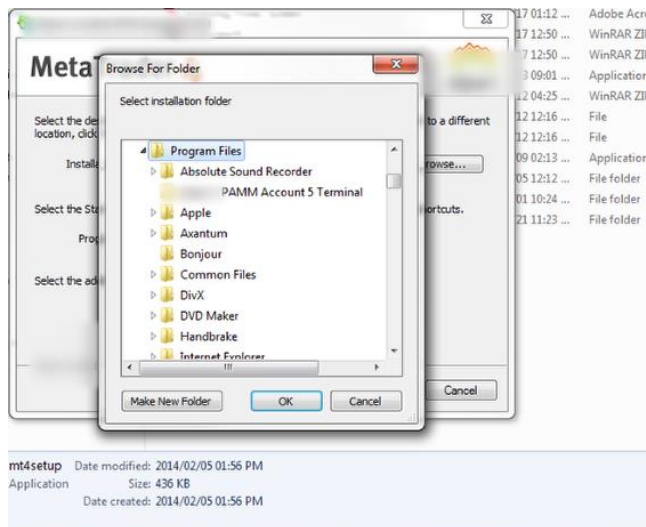 17 01:12 ... Adobe Acro
17 12:50 ... WinRAR ZI
7 12:50 ... WinRAR ZI
3 09:01 ... Application
12 04:25 ... WinRAR ZI
12 12:16 ... File
12 12:16 ... File
09 02:13 ... Application
05 12:12 ... File folder
01 10:24 ... File folder
21 11:23 ... File folder
Meta
Select the de
to a different
location, click
Installa
rowse...
Select the Sta
ortcuts.
Prog
Select the ad
Cancel
Browse For Folder
Select installation folder
Program Files
Absolute Sound Recorder
PAMM Account 5 Terminal
Apple
Axantum
Bonjour
Common Files
DivX
DVD Maker
Handbrake
Internet Explorer
Make New Folder OK Cancel
mt4setup Date modified: 2014/02/05 01:56 PM
Application Size: 436 KB
Date created: 2014/02/05 01:56 PM